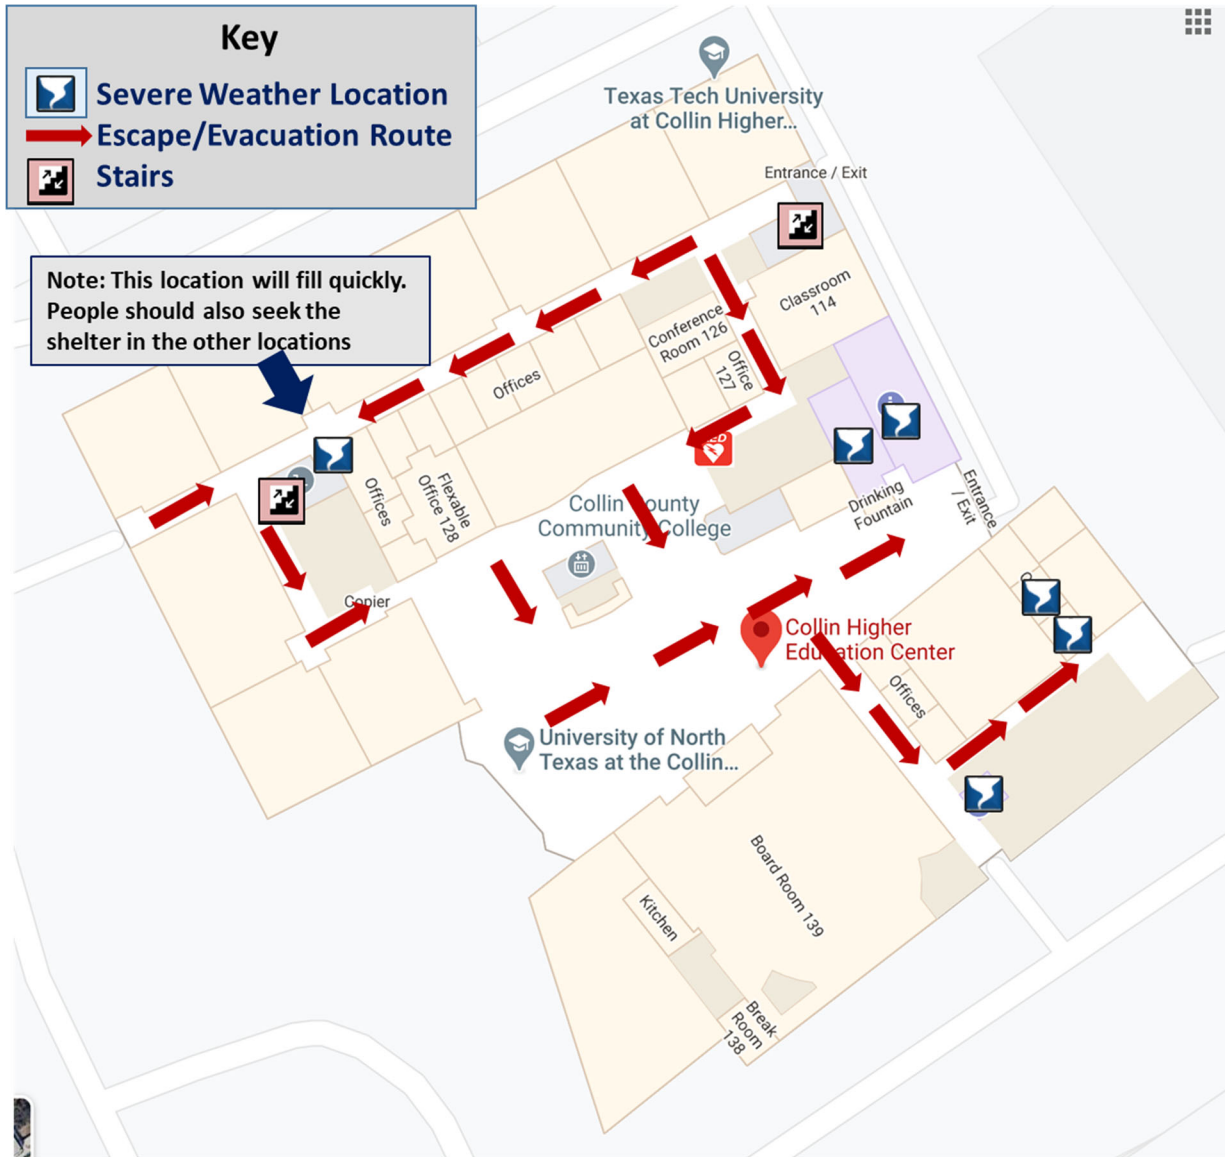 Key
Severe Weather Location
Escape/Evacuation Route
Stairs
Texas Tech University
at Collin Higher...
Entrance / Exit
Note: This location will fill quickly.
People should also seek the
shelter in the other locations
Classroom
114
Conference
Room 126
Office
127
Offices
Offices
Flexable
Office 128
Collin County
Community College
Drinking
Fountain
Entrance
/ Exit
Copier
Collin Higher
Education Center
Offices
University of North
Texas at the Collin...
Board Room 139
Kitchen
Break
Room
138